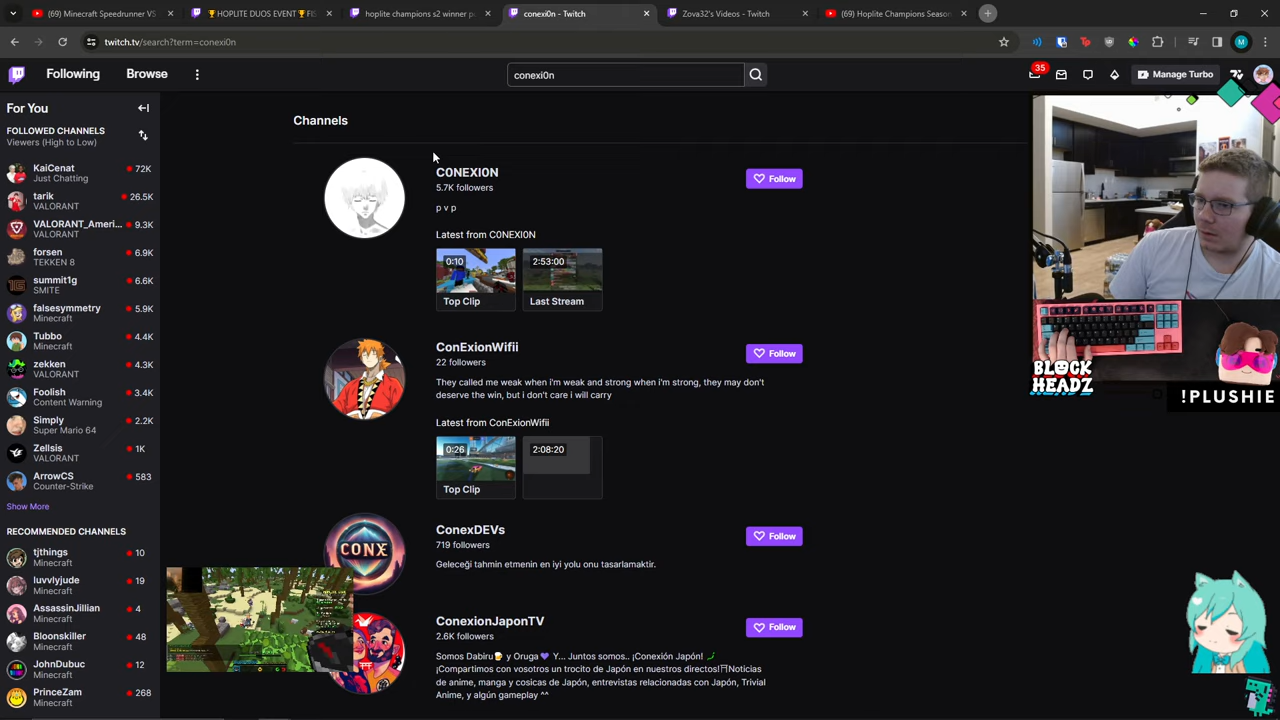 (69) Minecraft Speedrunner VS
🏆HOPLITE DUOS EVENT🏆FIS
hoplite champions s2 winner p
conexi0n - Twitch
Zova32's Videos - Twitch
(69) Hoplite Champions Season
twitch.tv/search?term=conexi0n
M
Following
Browse
conexi0n
35
Manage Turbo
For You
FOLLOWED CHANNELS
Viewers (High to Low)
KaiCenat 72K
Just Chatting
tarik 26.5K
VALORANT
VALORANT_Ameri... 9.3K
VALORANT
forsen 6.9K
TEKKEN 8
summit1g 6.6K
SMITE
falsesymmetry 5.9K
Minecraft
Tubbo 4.4K
Minecraft
zekken 4.3K
VALORANT
Foolish 3.4K
Content Warning
Simply 2.2K
Super Mario 64
Zellsis 1K
VALORANT
ArrowCS 583
Counter-Strike
Show More
RECOMMENDED CHANNELS
tjthings 10
Minecraft
luvvlyjude 19
Minecraft
AssassinJillian 4
Minecraft
Bloonskiller 48
Minecraft
JohnDubuc 12
Minecraft
PrinceZam 268
Minecraft
Channels
C0NEXI0N
5.7K followers
Follow
p v p
Latest from C0NEXI0N
0:10
2:53:00
Top Clip
Last Stream
ConExionWifii
22 followers
Follow
They called me weak when i'm weak and strong when i'm strong, they may don't
deserve the win, but i don't care i will carry
Latest from ConExionWifii
0:26
2:08:20
Top Clip
CONX
ConexDEVs
719 followers
Follow
Geleceği tahmin etmenin en iyi yolu onu tasarlamaktır.
ConexionJaponTV
2.6K followers
Follow
Somos Dabiru🍺 y Oruga💜 Y... Juntos somos.. ¡Conexión Japón! 🐛
¡Compartimos con vosotros un trocito de Japón en nuestros directos!⛩Noticias
de anime, manga y cosicas de Japón, entrevistas relacionadas con Japón, Trivial
Anime, y algún gameplay ^^
BLOCK
HEADZ
!PLUSHIE